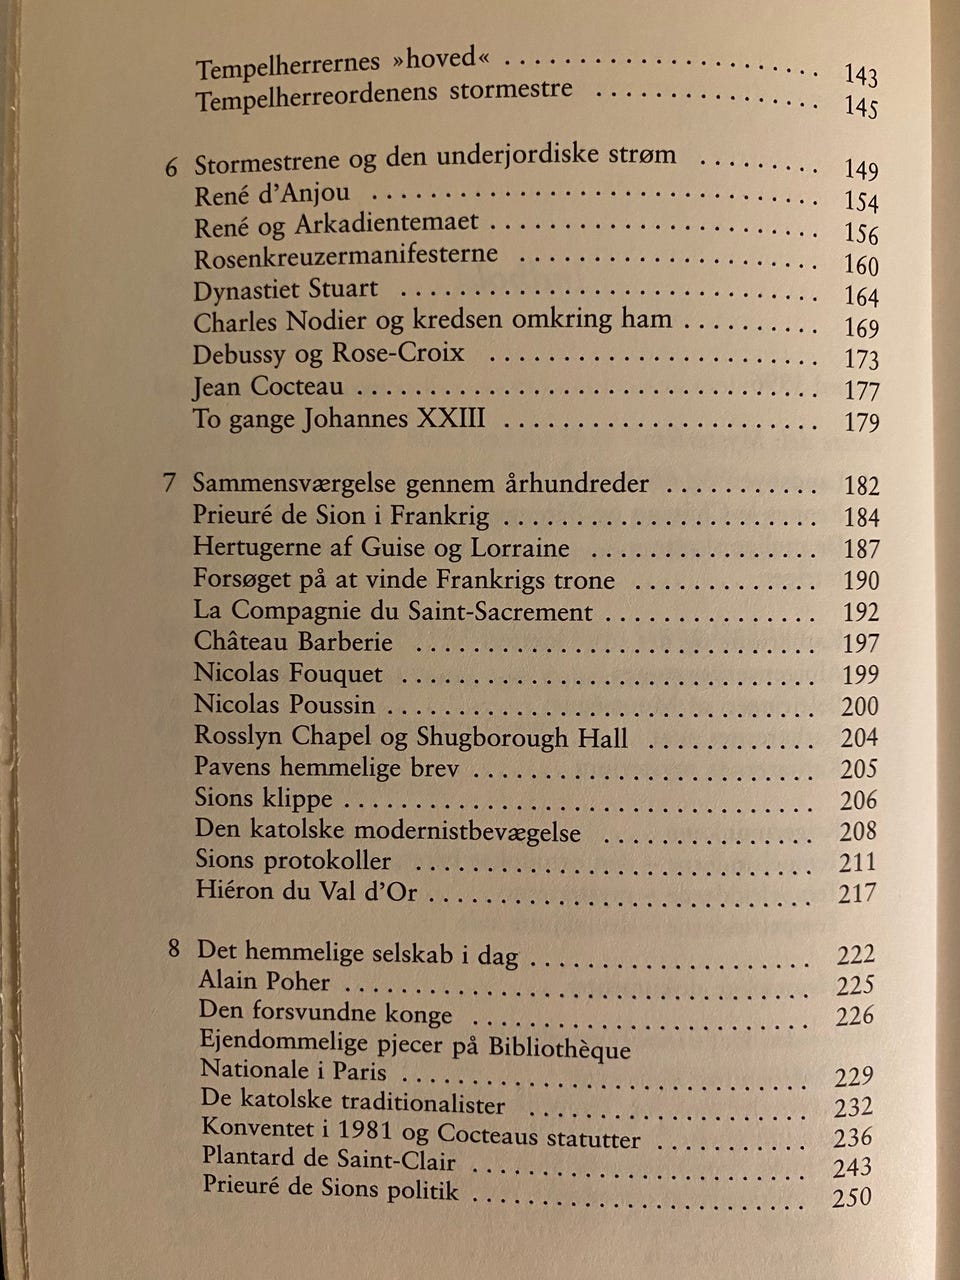 Tempelherrernes »hoved« . . . . . . . . . . . . . . . . . . . . . . 143
Tempelherreordenens stormestre . . . . . . . . . . . . . . . . 145
6 Stormestrene og den underjordiske strøm . . . . . . . . . 149
René d'Anjou . . . . . . . . . . . . . . . . . . . . . . . . . . . . . . . 154
René og Arkadientemaet . . . . . . . . . . . . . . . . . . . . . . . 156
Rosenkreuzermanifesterne . . . . . . . . . . . . . . . . . . . . . 160
Dynastiet Stuart . . . . . . . . . . . . . . . . . . . . . . . . . . . . . 164
Charles Nodier og kredsen omkring ham . . . . . . . . . . 169
Debussy og Rose-Croix . . . . . . . . . . . . . . . . . . . . . . . 173
Jean Cocteau . . . . . . . . . . . . . . . . . . . . . . . . . . . . . . . . 177
To gange Johannes XXIII . . . . . . . . . . . . . . . . . . . . . . 179
7 Sammensværgelse gennem århundreder . . . . . . . . . . . 182
Prieuré de Sion i Frankrig . . . . . . . . . . . . . . . . . . . . . . 184
Hertugerne af Guise og Lorraine . . . . . . . . . . . . . . . . 187
Forsøget på at vinde Frankrigs trone . . . . . . . . . . . . . 190
La Compagnie du Saint-Sacrement . . . . . . . . . . . . . . . 192
Château Barberie . . . . . . . . . . . . . . . . . . . . . . . . . . . . 197
Nicolas Fouquet . . . . . . . . . . . . . . . . . . . . . . . . . . . . . 199
Nicolas Poussin . . . . . . . . . . . . . . . . . . . . . . . . . . . . . . 200
Rosslyn Chapel og Shugborough Hall . . . . . . . . . . . . 204
Pavens hemmelige brev . . . . . . . . . . . . . . . . . . . . . . . . 205
Sions klippe . . . . . . . . . . . . . . . . . . . . . . . . . . . . . . . . . 206
Den katolske modernistbevægelse . . . . . . . . . . . . . . . 208
Sions protokoller . . . . . . . . . . . . . . . . . . . . . . . . . . . . 211
Hiéron du Val d'Or . . . . . . . . . . . . . . . . . . . . . . . . . . . 217
8 Det hemmelige selskab i dag . . . . . . . . . . . . . . . . . . . . 222
Alain Poher . . . . . . . . . . . . . . . . . . . . . . . . . . . . . . . . . 225
Den forsvundne konge . . . . . . . . . . . . . . . . . . . . . . . . 226
Ejendommelige pjecer på Bibliothèque
Nationale i Paris . . . . . . . . . . . . . . . . . . . . . . . . . . . . . 229
De katolske traditionalister . . . . . . . . . . . . . . . . . . . . 232
Konventet i 1981 og Cocteaus statutter . . . . . . . . . . . 236
Plantard de Saint-Clair . . . . . . . . . . . . . . . . . . . . . . . . 243
Prieuré de Sions politik . . . . . . . . . . . . . . . . . . . . . . . . 250